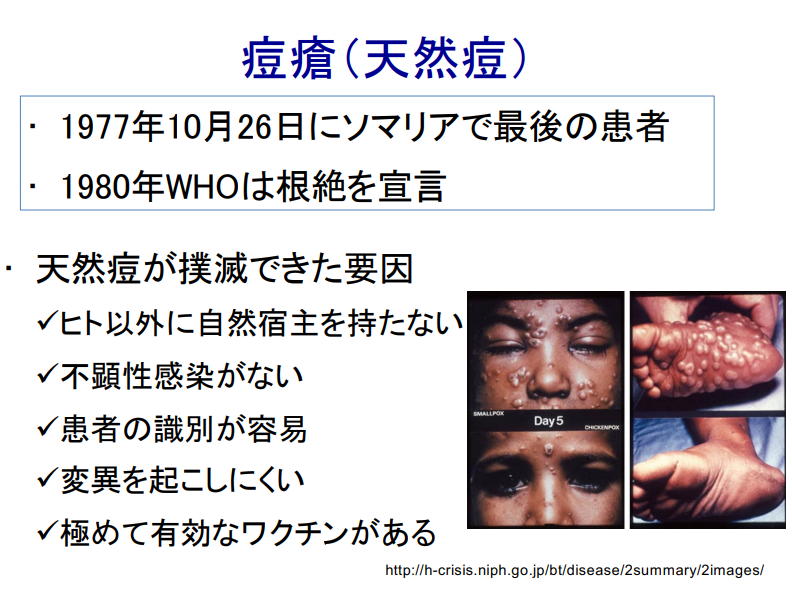 痘瘡（天然痘）
・ 1977年10月26日にソマリアで最後の患者
・ 1980年WHOは根絶を宣言
・ 天然痘が撲滅できた要因
✓ヒト以外に自然宿主を持たない
✓不顕性感染がない
✓患者の識別が容易
✓変異を起こしにくい
✓極めて有効なワクチンがある
SMALLPOX
Day 5
CHICKENPOX
http://h-crisis.niph.go.jp/bt/disease/2summary/2images/